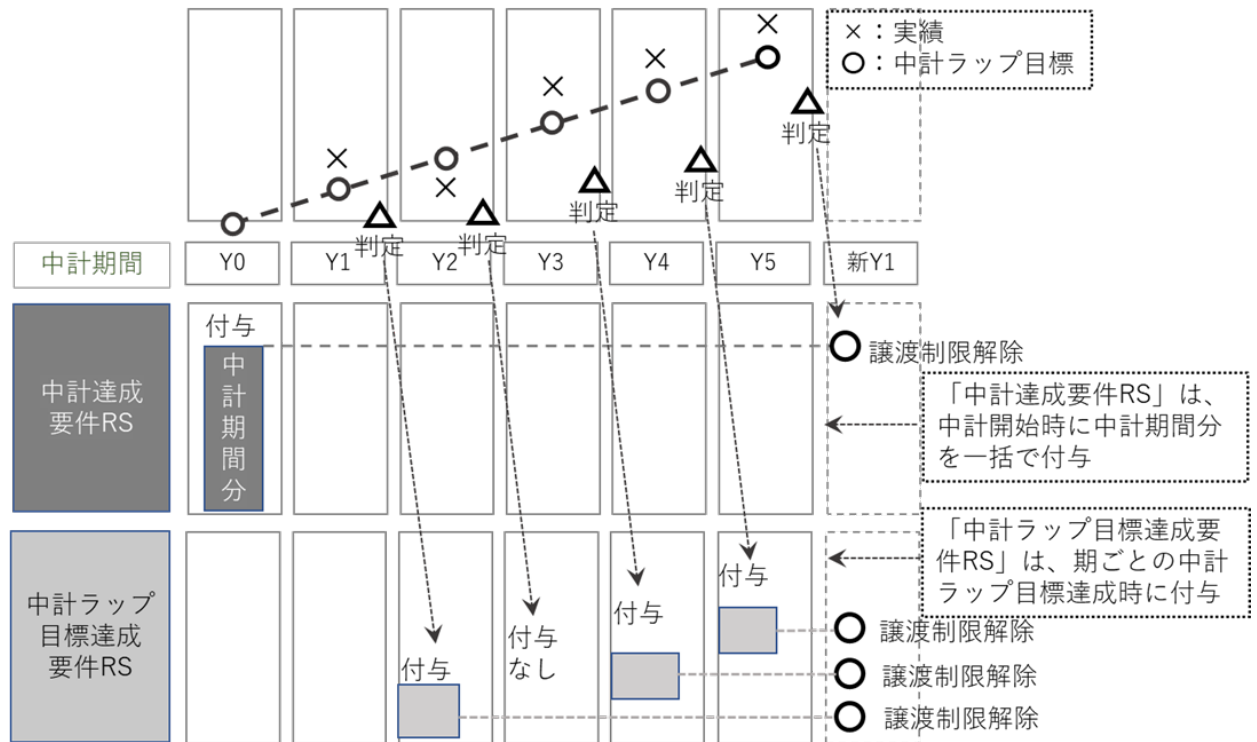 ×：実績
○：中計ラップ目標
判定
判定
判定
判定
判定
中計期間
Y0
Y1
Y2
Y3
Y4
Y5
新Y1
中計達成
要件RS
付与
中計期間分
譲渡制限解除
「中計達成要件RS」は、
中計開始時に中計期間分
を一括で付与
中計ラップ
目標達成
要件RS
付与
付与
なし
付与
付与
「中計ラップ目標達成要
件RS」は、期ごとの中計
ラップ目標達成時に付与
譲渡制限解除
譲渡制限解除
譲渡制限解除